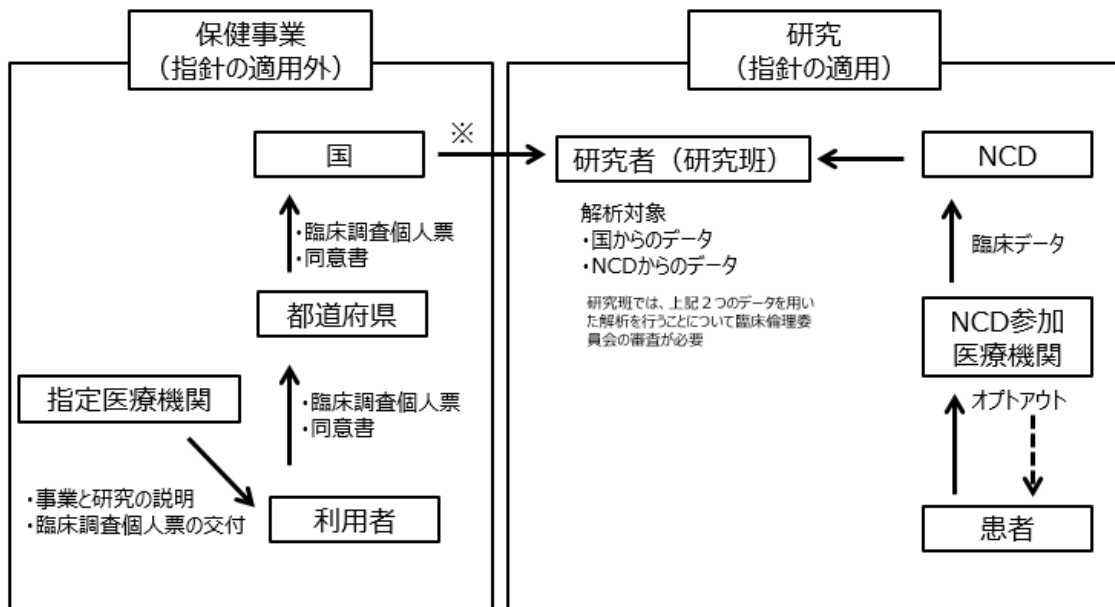 保健事業
（指針の適用外）
国
※
・臨床調査個人票
・同意書
都道府県
指定医療機関
・臨床調査個人票
・同意書
・事業と研究の説明
・臨床調査個人票の交付
利用者
研究
（指針の適用）
研究者（研究班）
NCD
解析対象
・国からのデータ
・NCDからのデータ
臨床データ
研究班では、上記２つのデータを用い
た解析を行うことについて臨床倫理委
員会の審査が必要
NCD参加
医療機関
オプトアウト
患者